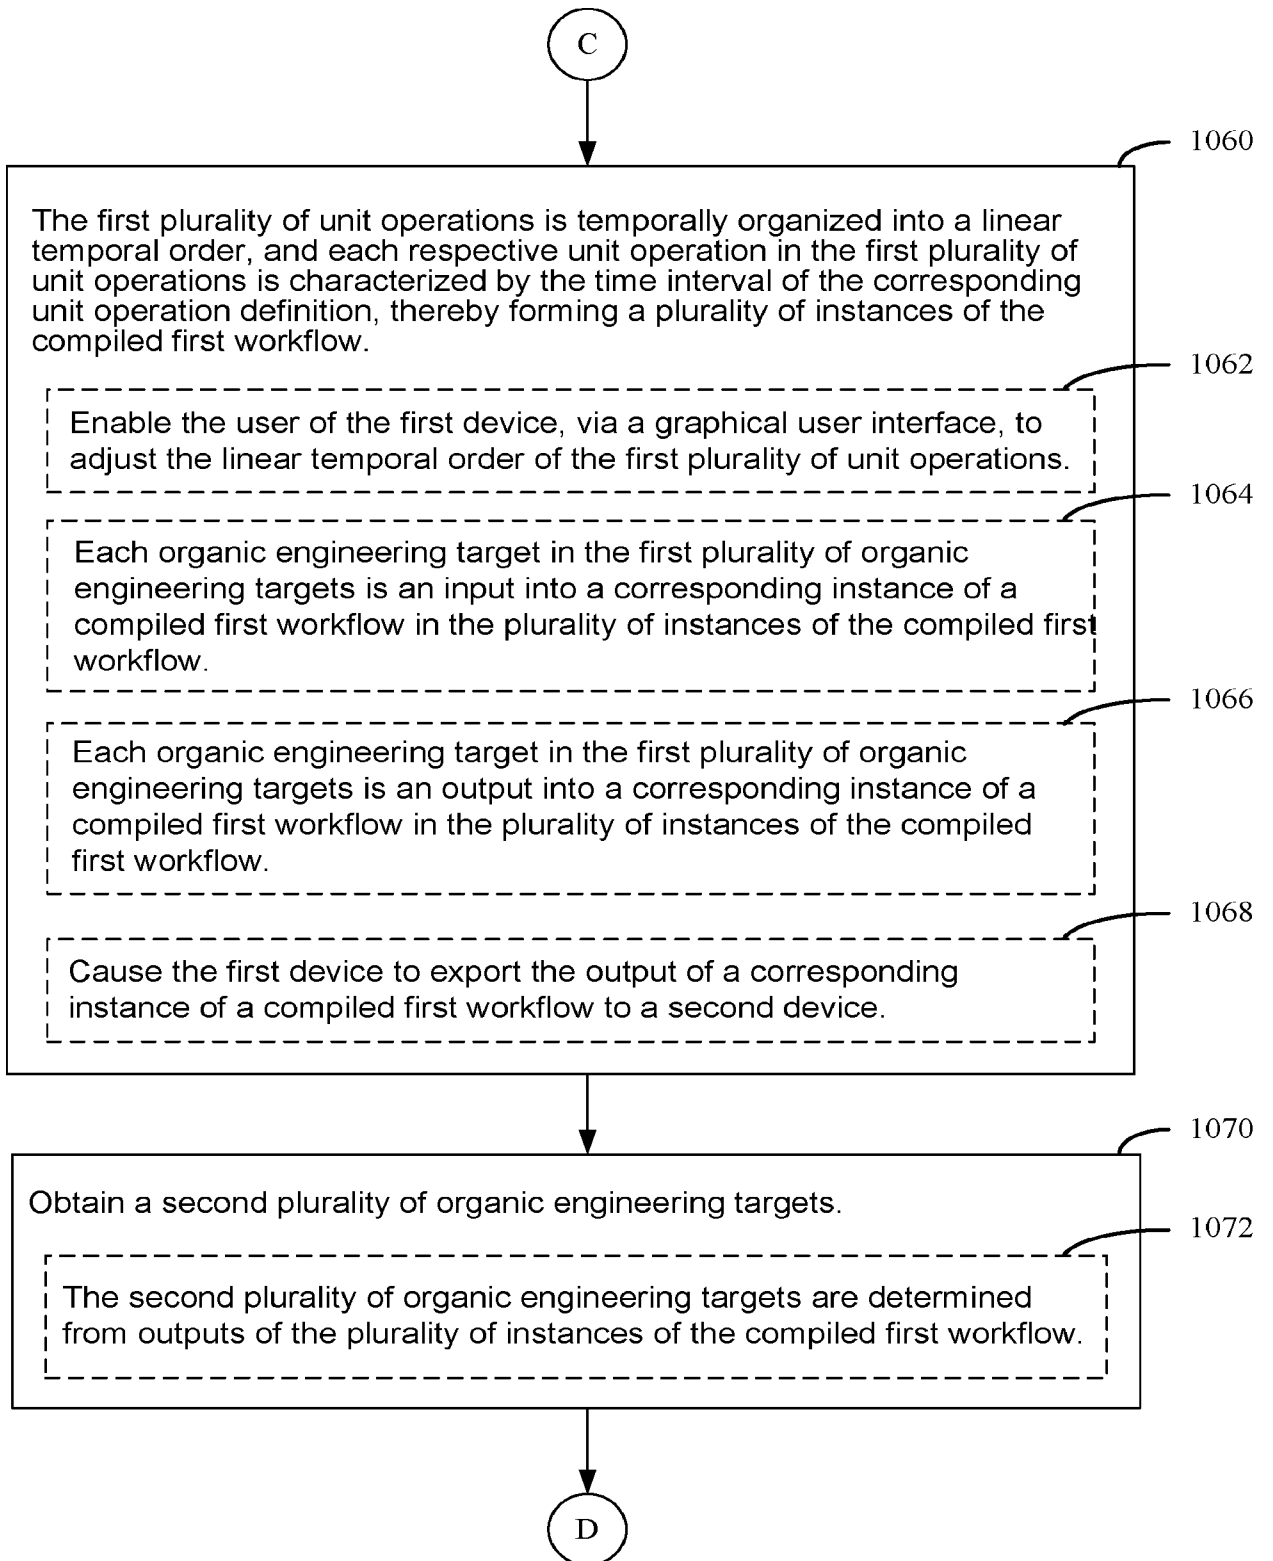 C
1060
The first plurality of unit operations is temporally organized into a linear
temporal order, and each respective unit operation in the first plurality of
unit operations is characterized by the time interval of the corresponding
unit operation definition, thereby forming a plurality of instances of the
compiled first workflow.
1062
Enable the user of the first device, via a graphical user interface, to
adjust the linear temporal order of the first plurality of unit operations.
1064
Each organic engineering target in the first plurality of organic
engineering targets is an input into a corresponding instance of a
compiled first workflow in the plurality of instances of the compiled first
workflow.
1066
Each organic engineering target in the first plurality of organic
engineering targets is an output into a corresponding instance of a
compiled first workflow in the plurality of instances of the compiled
first workflow.
1068
Cause the first device to export the output of a corresponding
instance of a compiled first workflow to a second device.
1070
Obtain a second plurality of organic engineering targets.
1072
The second plurality of organic engineering targets are determined
from outputs of the plurality of instances of the compiled first workflow.
D